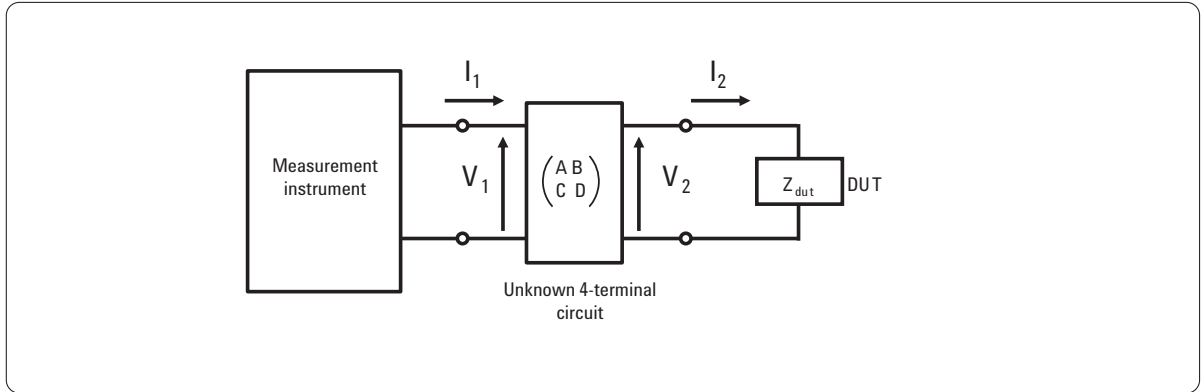 I1
I2
Measurement
instrument
V1
A B
C D
V2
Zdut
DUT
Unknown 4-terminal
circuit